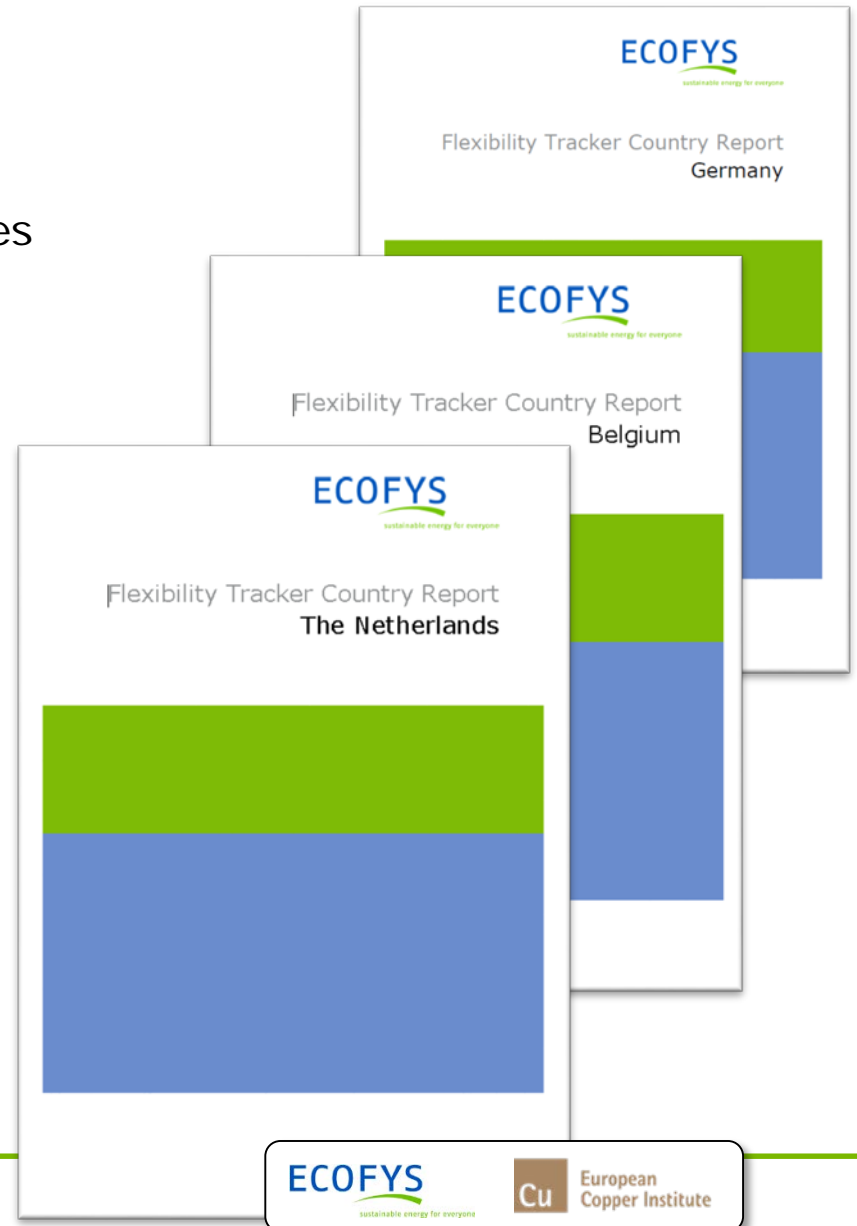 ECOFYS
sustainable energy for everyone
Flexibility Tracker Country Report
Germany
es
ECOFYS
sustainable energy for everyone
Flexibility Tracker Country Report
Belgium
ECOFYS
sustainable energy for everyone
Flexibility Tracker Country Report
The Netherlands
ECOFYS
sustainable energy for everyone
Cu
European
Copper Institute